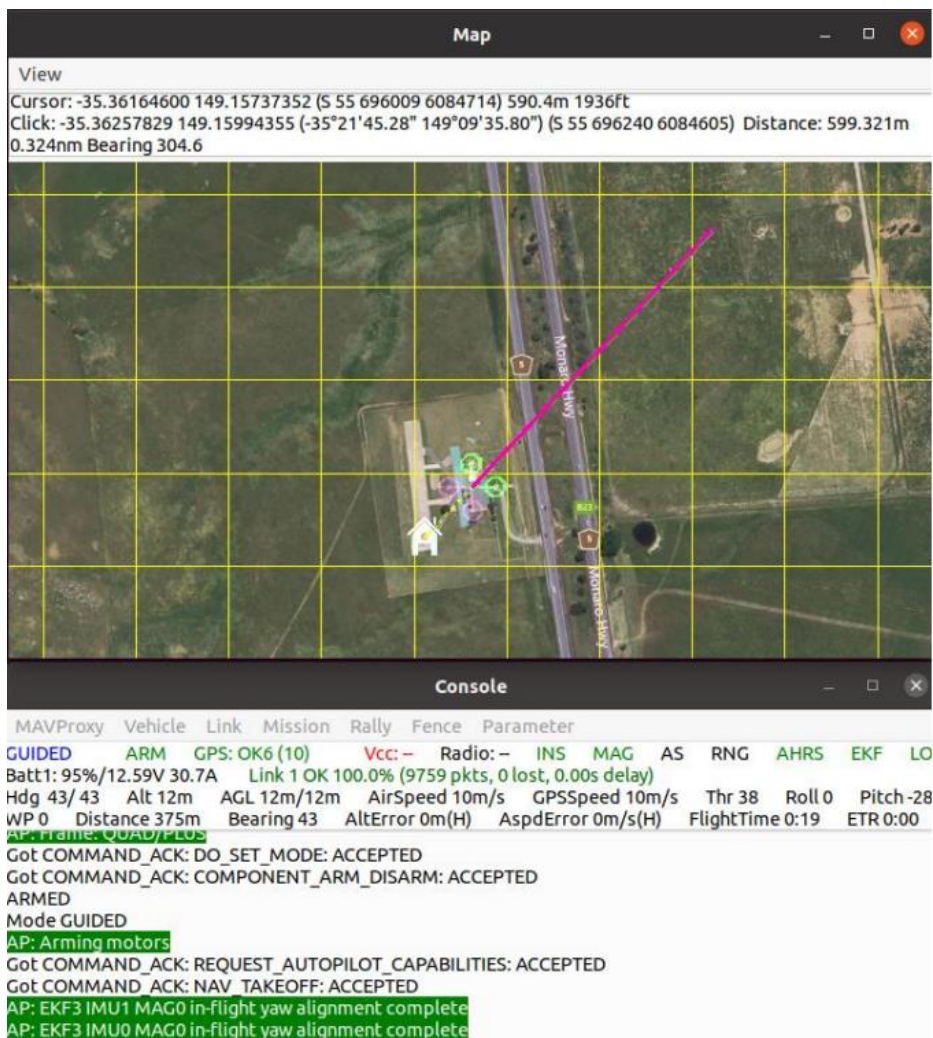 Map
View
Cursor: -35.36164600 149.15737352 (S 55 696009 6084714) 590.4m 1936ft
Click: -35.36257829 149.15994355 (-35°21'45.28" 149°09'35.80") (S 55 696240 6084605) Distance: 599.321m
0.324nm Bearing 304.6
5
Monaro Hwy
B23
5
Monaro Hwy
Console
MAVProxy Vehicle Link Mission Rally Fence Parameter
GUIDED ARM GPS: OK6 (10) Vcc: -- Radio: -- INS MAG AS RNG AHRS EKF LO
Batt1: 95%/12.59V 30.7A Link 1 OK 100.0% (9759 pkts, 0 lost, 0.00s delay)
Hdg 43/ 43 Alt 12m AGL 12m/12m AirSpeed 10m/s GPSSpeed 10m/s Thr 38 Roll 0 Pitch -28
WP 0 Distance 375m Bearing 43 AltError 0m(H) AspdError 0m/s(H) FlightTime 0:19 ETR 0:00
AP: Frame: QUAD/PLUS
Got COMMAND_ACK: DO_SET_MODE: ACCEPTED
Got COMMAND_ACK: COMPONENT_ARM_DISARM: ACCEPTED
ARMED
Mode GUIDED
AP: Arming motors
Got COMMAND_ACK: REQUEST_AUTOPILOT_CAPABILITIES: ACCEPTED
Got COMMAND_ACK: NAV_TAKEOFF: ACCEPTED
AP: EKF3 IMU1 MAG0 in-flight yaw alignment complete
AP: EKF3 IMU0 MAG0 in-flight yaw alignment complete